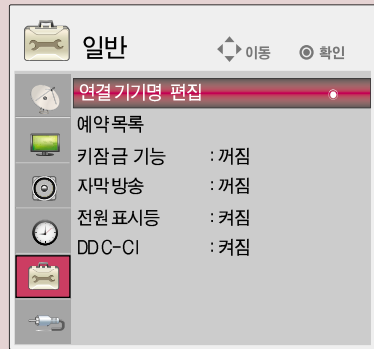 일반 이동 확인
연결기기명 편집
예약목록
키잠금 기능 : 꺼짐
자막방송 : 꺼짐
전원표시등 : 켜짐
DDC-CI : 켜짐